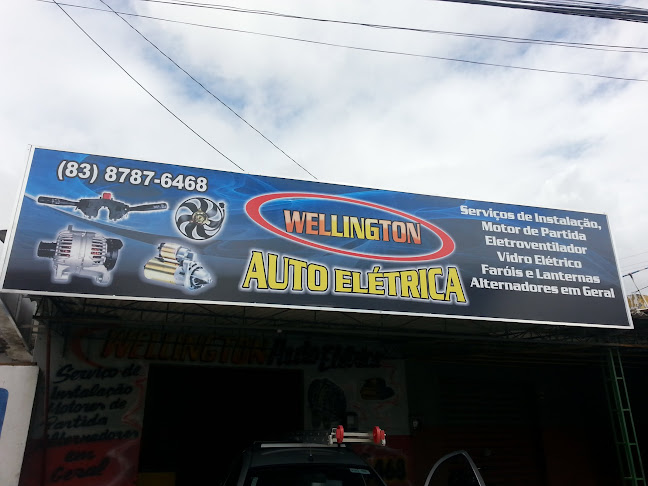 (83) 8787-6468
WELLINGTON
AUTO ELÉTRICA
Serviços de Instalação,
Motor de Partida
Eletroventilador
Vidro Elétrico
Faróis e Lanternas
Alternadores em Geral
WELLINGTON Auto Elétrica
Serviço de
Instalação
Motores de
Partida
Alternadores
em
Geral